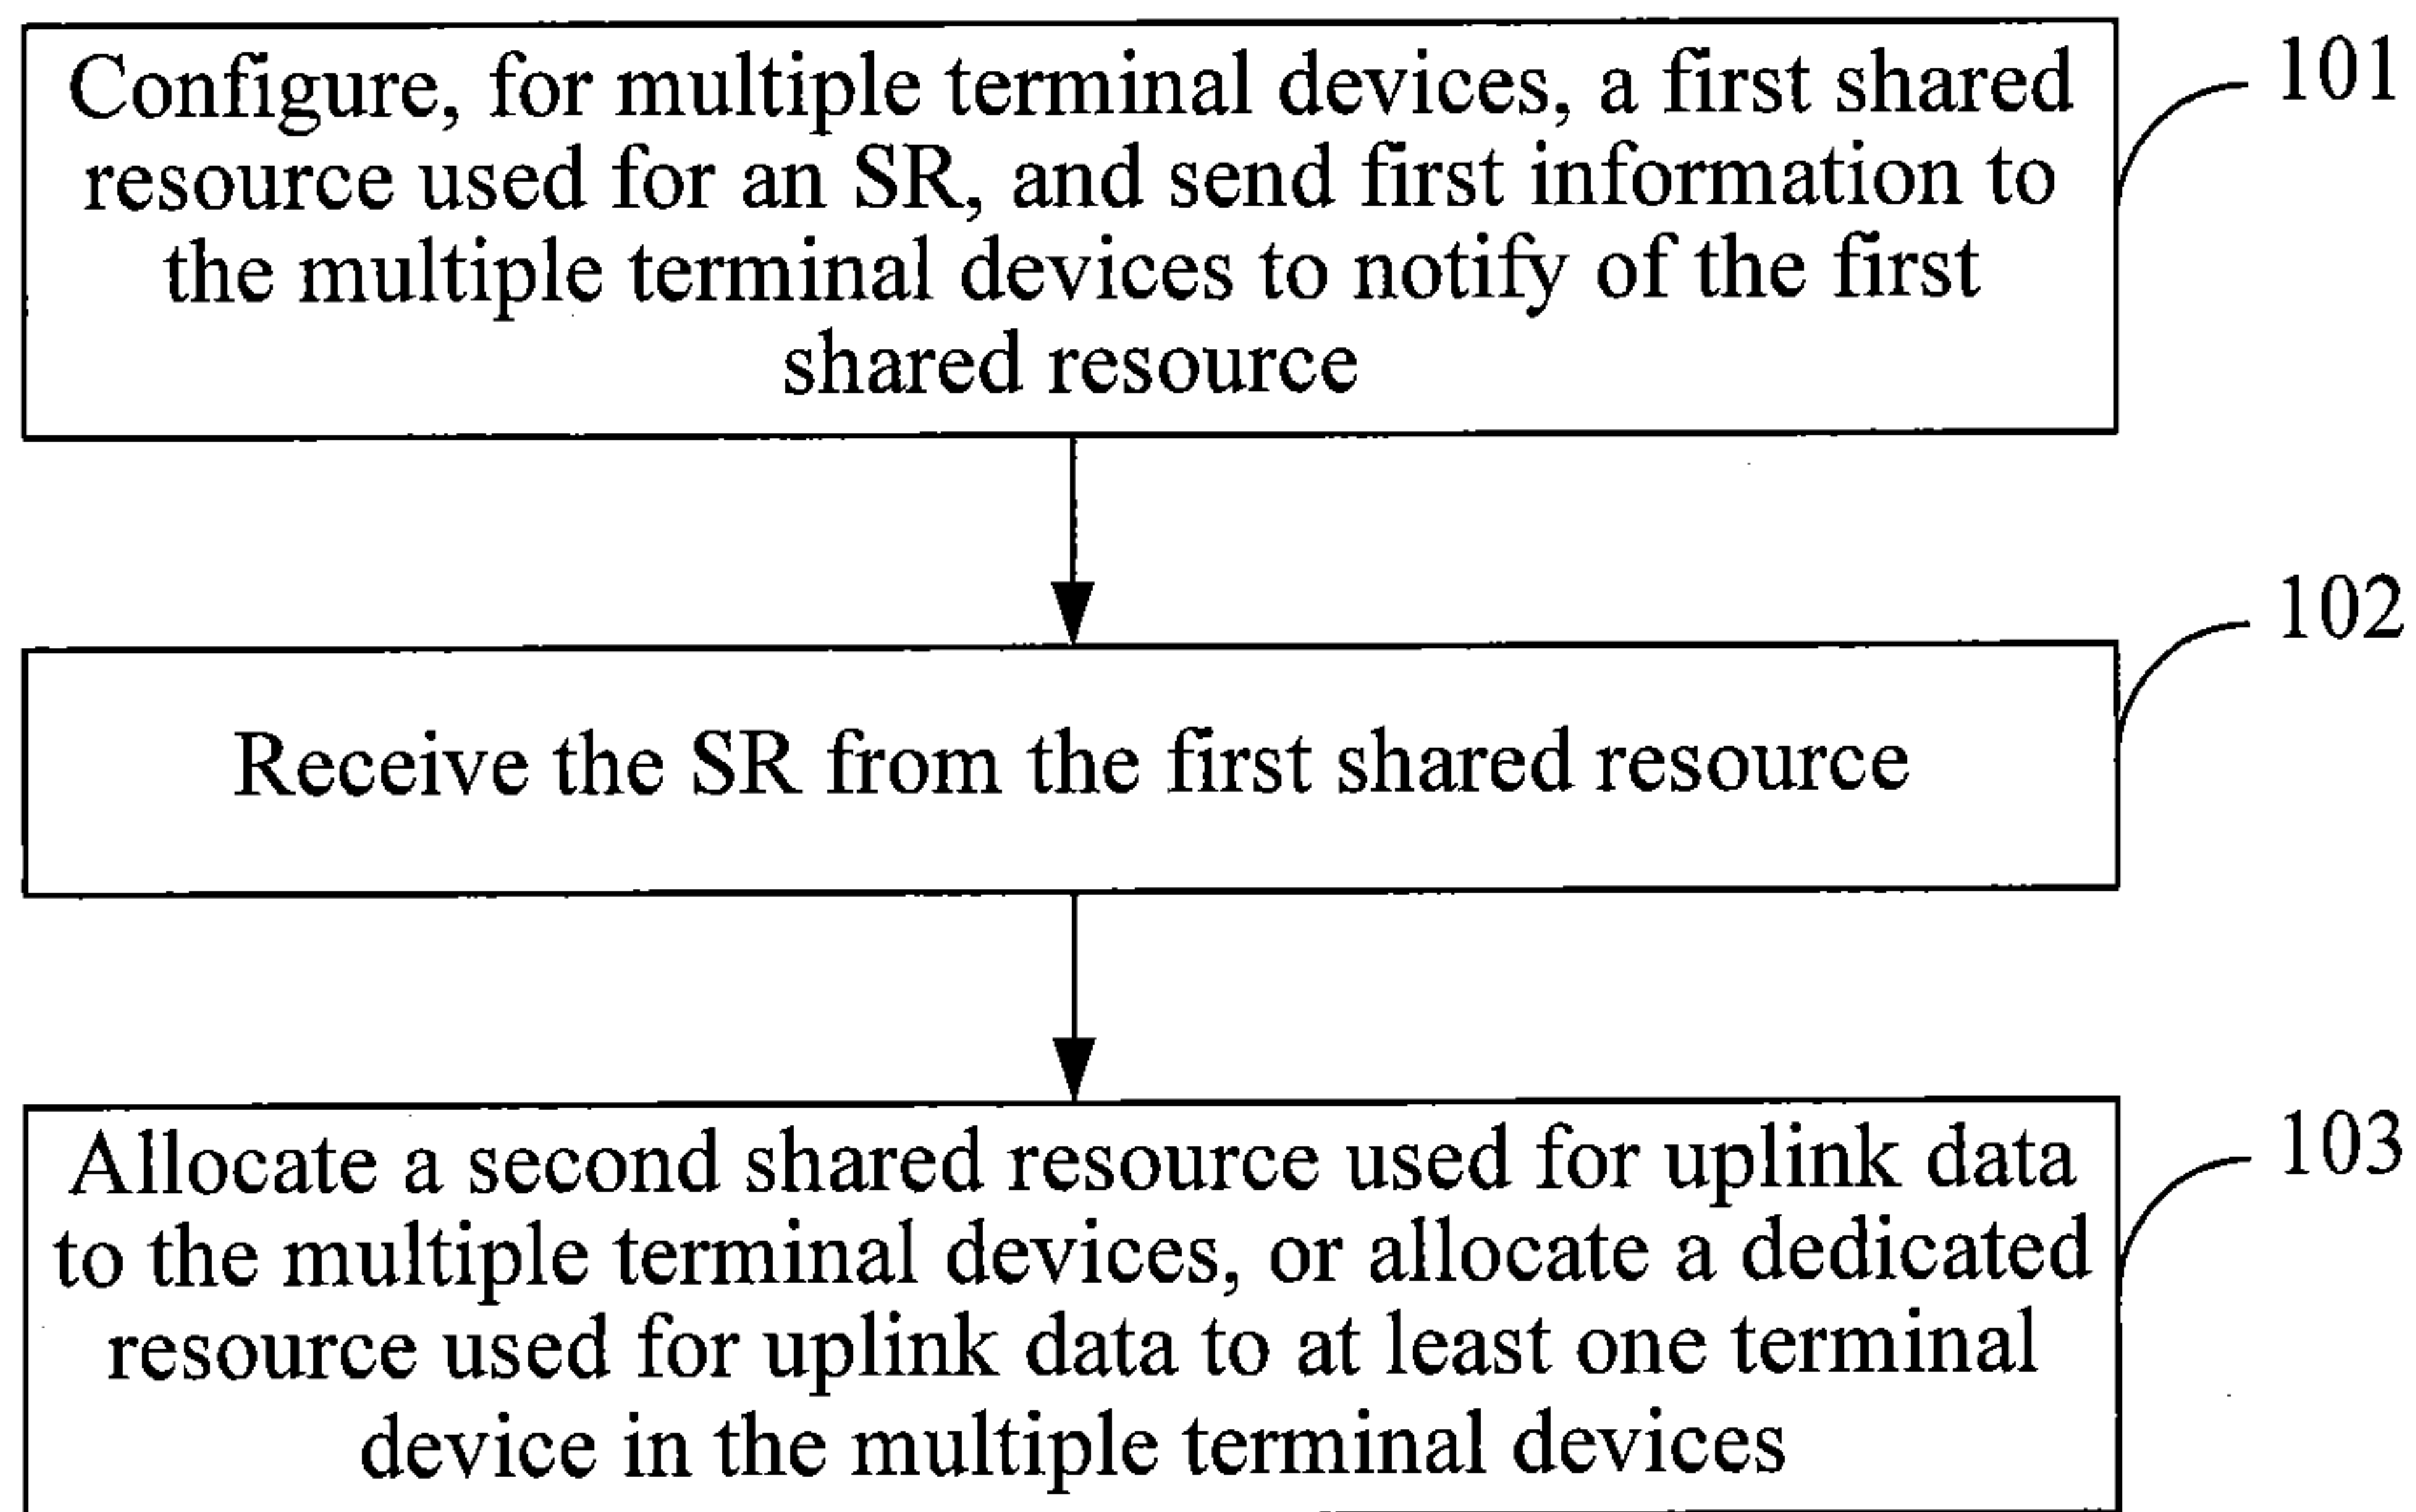 Configure, for multiple terminal devices, a first shared
resource used for an SR, and send first information to
the multiple terminal devices to notify of the first
shared resource
101
Receive the SR from the first shared resource
102
Allocate a second shared resource used for uplink data
to the multiple terminal devices, or allocate a dedicated
resource used for uplink data to at least one terminal
device in the multiple terminal devices
103